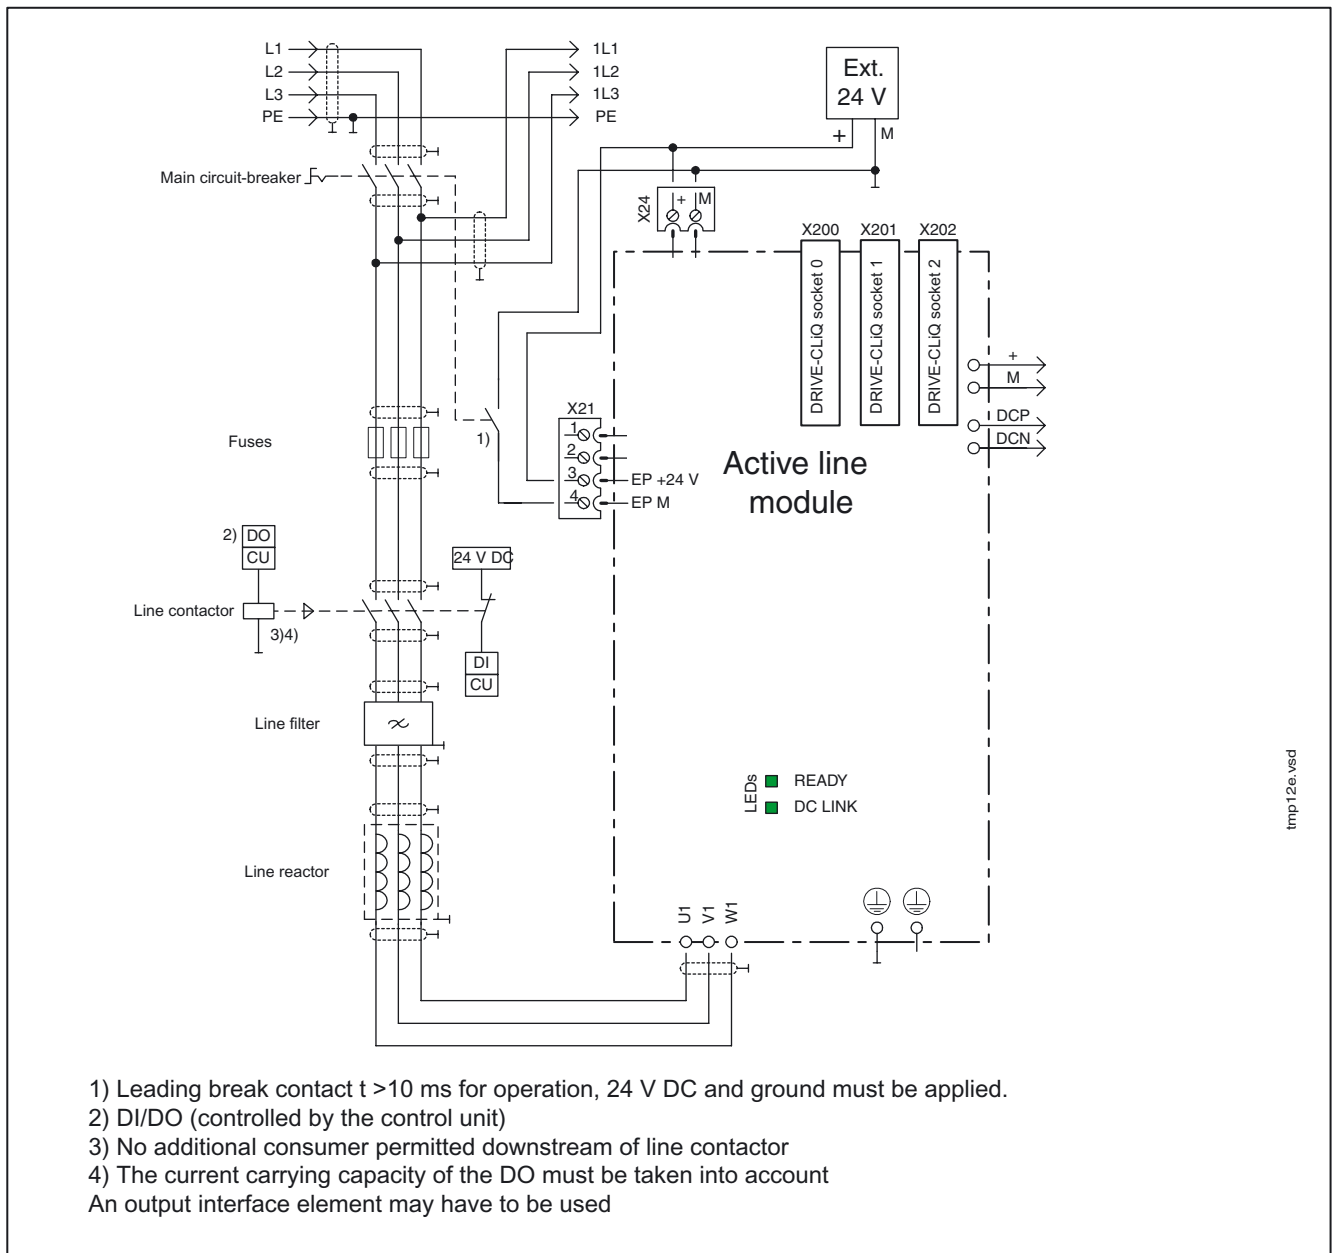 L1
1L1
L2
1L2
L3
1L3
PE
PE
Ext.
24 V
+
M
Main circuit-breaker
X24
+
M
X200
X201
X202
DRIVE-CLiQ socket 0
DRIVE-CLiQ socket 1
DRIVE-CLiQ socket 2
+
M
DCP
DCN
X21
1
2
3
4
EP +24 V
EP M
1)
Fuses
Active line
module
2)
DO
CU
24 V DC
Line contactor
3)4)
DI
CU
Line filter
LEDs
READY
DC LINK
tmp12e.vsd
Line reactor
U1
V1
W1
1) Leading break contact t >10 ms for operation, 24 V DC and ground must be applied.
2) DI/DO (controlled by the control unit)
3) No additional consumer permitted downstream of line contactor
4) The current carrying capacity of the DO must be taken into account
An output interface element may have to be used